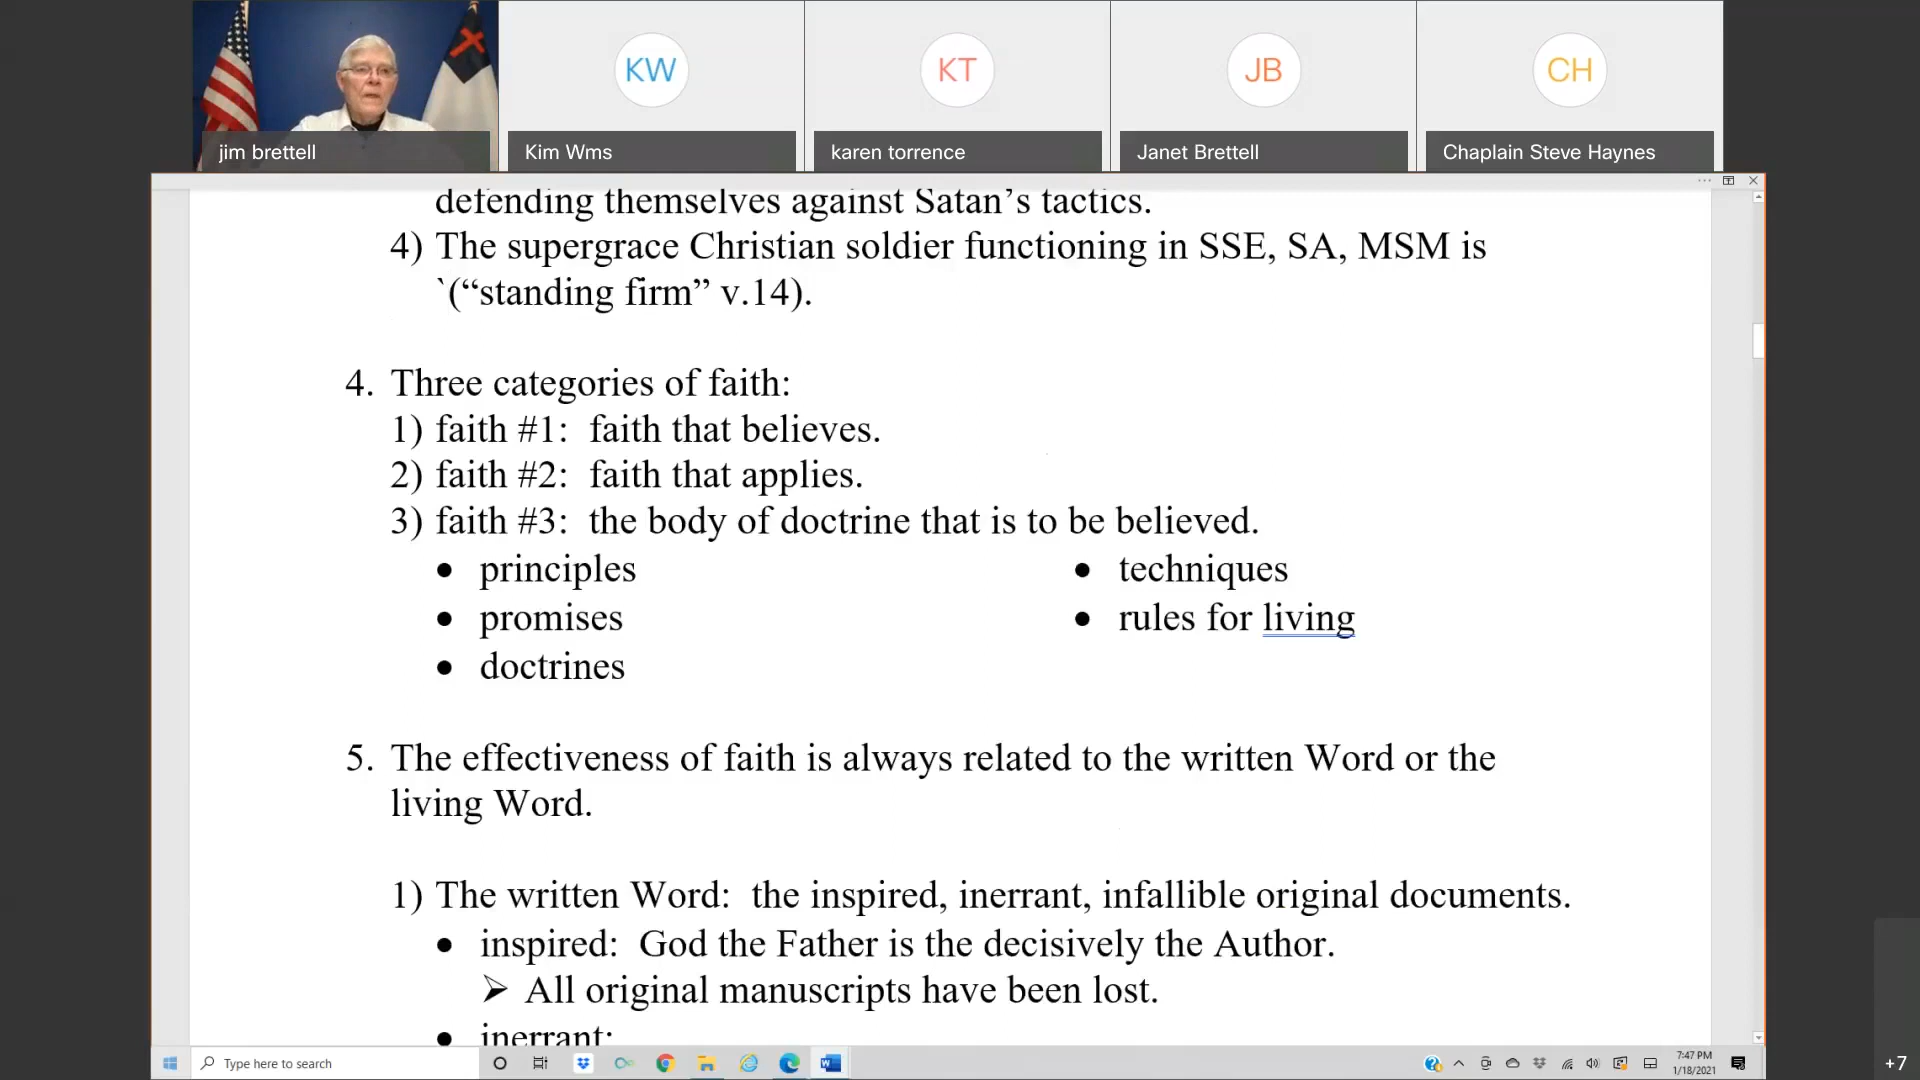 KW
KT
JB
CH
jim brettell
Kim Wms
karen torrence
Janet Brettell
Chaplain Steve Haynes
defending themselves against Satan’s tactics.
4) The supergrace Christian soldier functioning in SSE, SA, MSM is
`(“standing firm” v.14).
4. Three categories of faith:
1) faith #1: faith that believes.
2) faith #2: faith that applies.
3) faith #3: the body of doctrine that is to be believed.
• principles
• techniques
• promises
• rules for living
• doctrines
5. The effectiveness of faith is always related to the written Word or the
living Word.
1) The written Word: the inspired, inerrant, infallible original documents.
• inspired: God the Father is the decisively the Author.
➢ All original manuscripts have been lost.
• inerrant:
Type here to search
7:47 PM
1/18/2021
+7